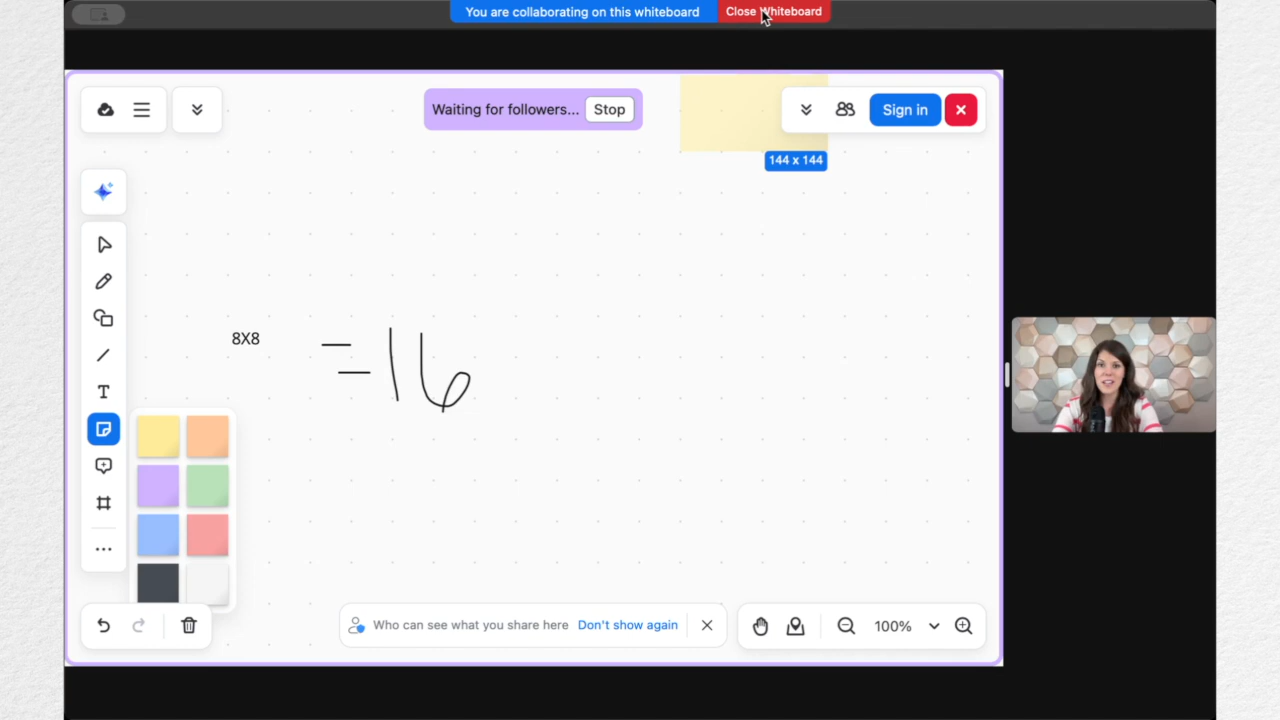 You are collaborating on this whiteboard Close Whiteboard
Waiting for followers... Stop
Sign in
144 x 144
8X8 =16
Who can see what you share here Don't show again
100%